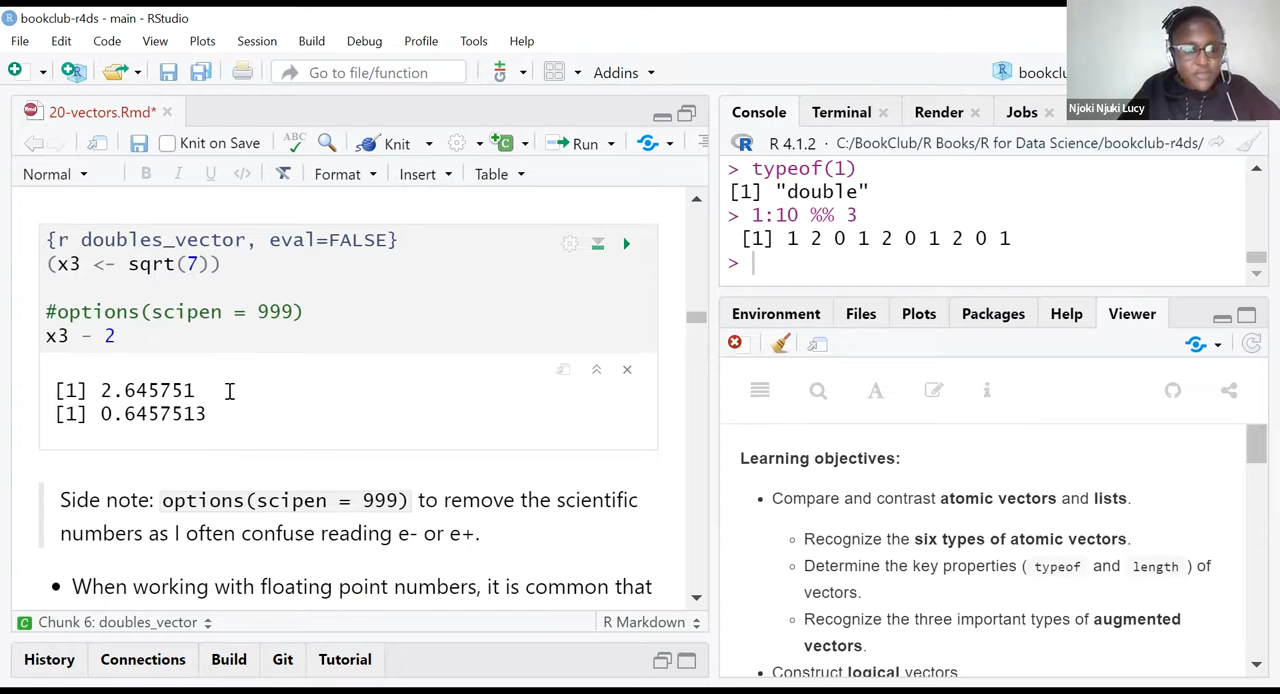 bookclub-r4ds - main - RStudio
File Edit Code View Plots Session Build Debug Profile Tools Help
Go to file/function Addins bookclu
Njoki Njuki Lucy
20-vectors.Rmd*
Knit on Save ABC Knit Run
Normal B I U </> Format Insert Table
{r doubles_vector, eval=FALSE}
(x3 <- sqrt(7))
#options(scipen = 999)
x3 - 2
[1] 2.645751
[1] 0.6457513
Side note: options(scipen = 999) to remove the scientific
numbers as I often confuse reading e- or e+.
• When working with floating point numbers, it is common that
Chunk 6: doubles_vector R Markdown
History Connections Build Git Tutorial
Console Terminal Render Jobs
R 4.1.2 · C:/BookClub/R Books/R for Data Science/bookclub-r4ds/
> typeof(1)
[1] "double"
> 1:10 %% 3
[1] 1 2 0 1 2 0 1 2 0 1
>
Environment Files Plots Packages Help Viewer
A i
Learning objectives:
• Compare and contrast atomic vectors and lists.
◦ Recognize the six types of atomic vectors.
◦ Determine the key properties ( typeof and length ) of
vectors.
◦ Recognize the three important types of augmented
vectors.
• Construct logical vectors